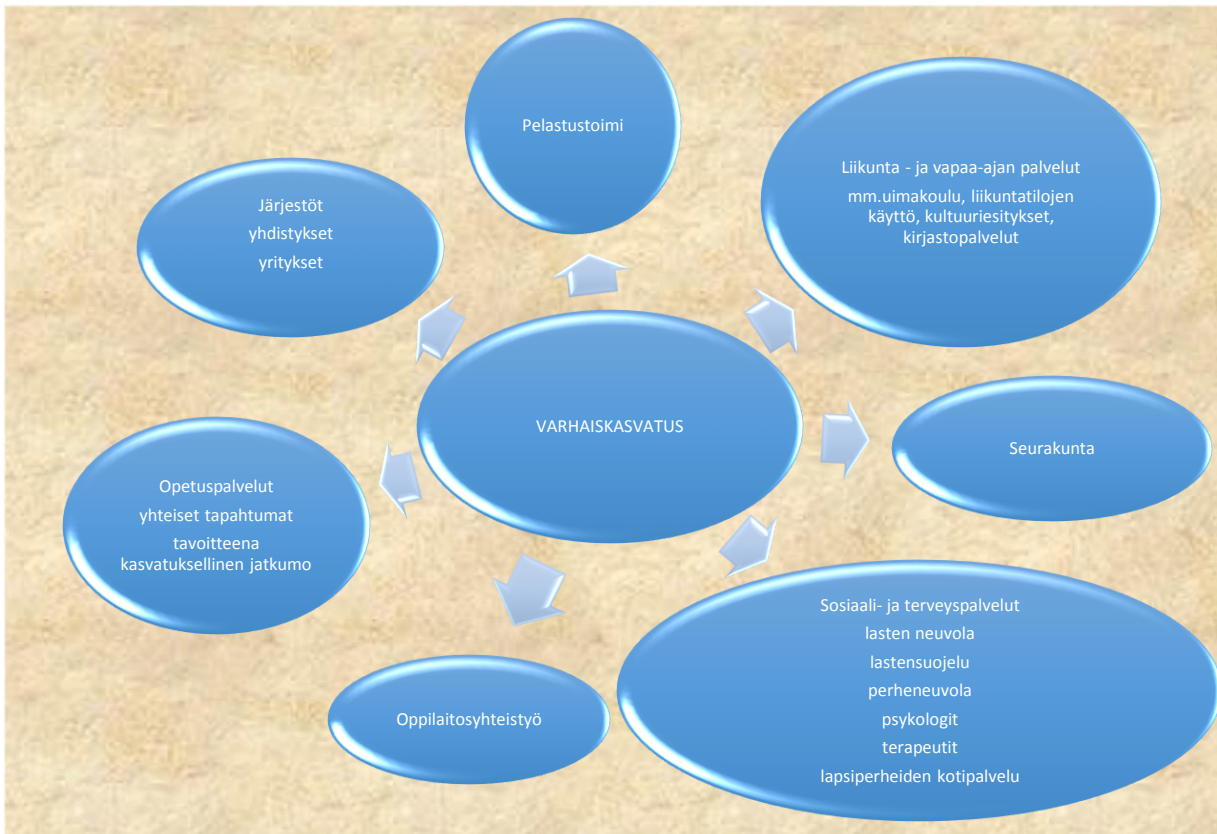 Pelastustoimi
Liikunta - ja vapaa-ajan palvelut
mm.uimakoulu, liikuntatilojen
käyttö, kultuuriesitykset,
kirjastopalvelut
Järjestöt
yhdistykset
yritykset
VARHAISKASVATUS
Seurakunta
Opetuspalvelut
yhteiset tapahtumat
tavoitteena
kasvatuksellinen jatkumo
Sosiaali- ja terveyspalvelut
lasten neuvola
lastensuojelu
perheneuvola
psykologit
terapeutit
lapsiperheiden kotipalvelu
Oppilaitosyhteistyö